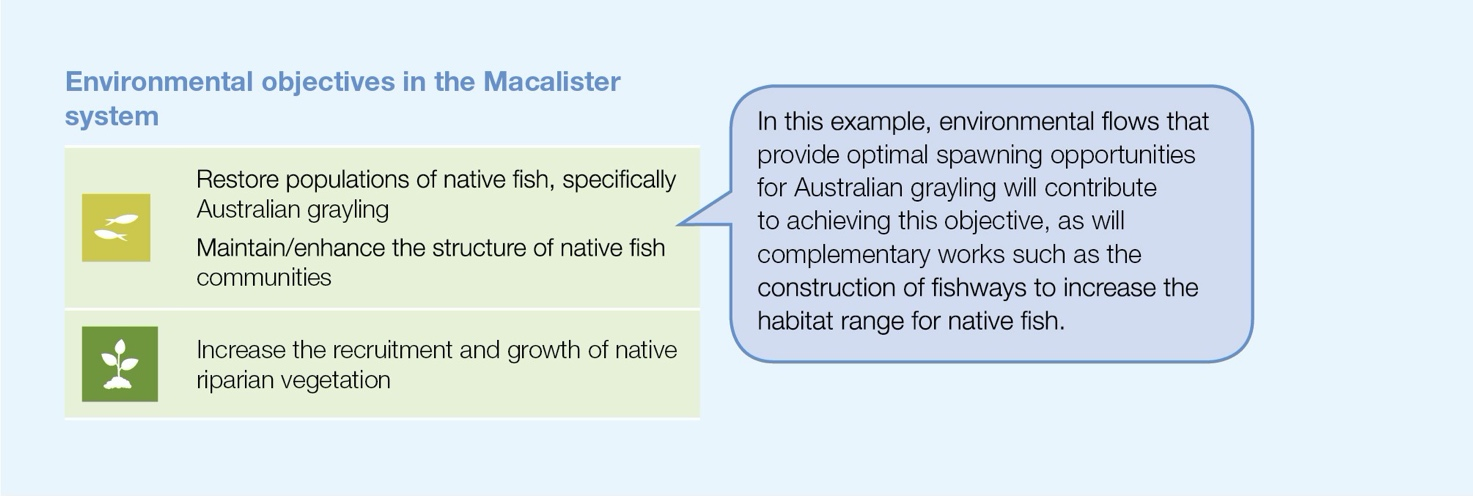 Environmental objectives in the Macalister
system
Restore populations of native fish, specifically
Australian grayling
Maintain/enhance the structure of native fish
communities
Increase the recruitment and growth of native
riparian vegetation
In this example, environmental flows that
provide optimal spawning opportunities
for Australian grayling will contribute
to achieving this objective, as will
complementary works such as the
construction of fishways to increase the
habitat range for native fish.